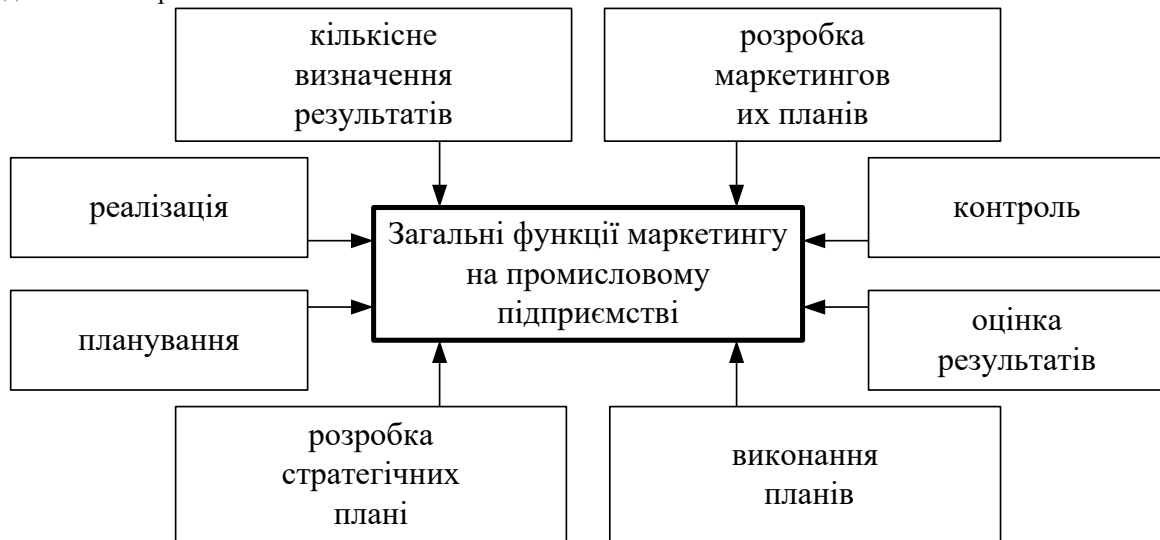 кількісне
визначення
результатів
розробка
маркетингов
их планів
реалізація
Загальні функції маркетингу
на промисловому
підприємстві
контроль
планування
оцінка
результатів
розробка
стратегічних
плані
виконання
планів